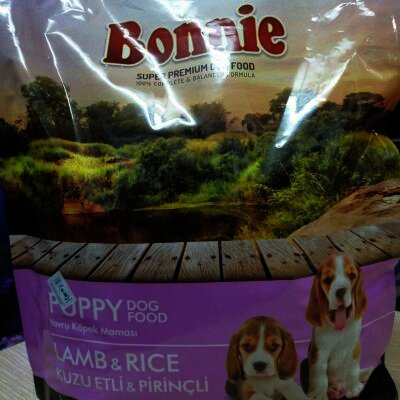 Bonnie
SUPER PREMIUM DOG FOOD
100% COMPLETE & BALANCED FORMULA
PUPPY DOG FOOD
Yavru Köpek Maması
LAMB & RICE
KUZU ETLİ & PİRİNÇLİ